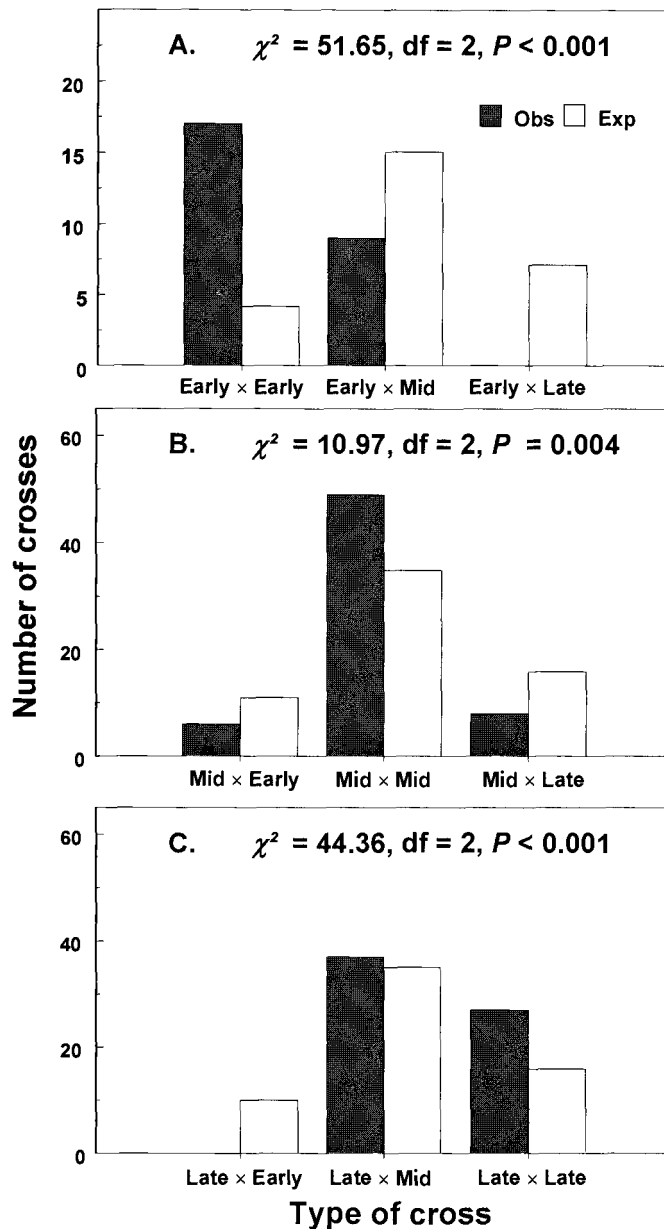 A. χ² = 51.65, df = 2, P < 0.001
Obs Exp
20
15
10
5
0
Early × Early Early × Mid Early × Late
B. χ² = 10.97, df = 2, P = 0.004
60
40
20
0
Mid × Early Mid × Mid Mid × Late
Number of crosses
C. χ² = 44.36, df = 2, P < 0.001
60
40
20
0
Late × Early Late × Mid Late × Late
Type of cross